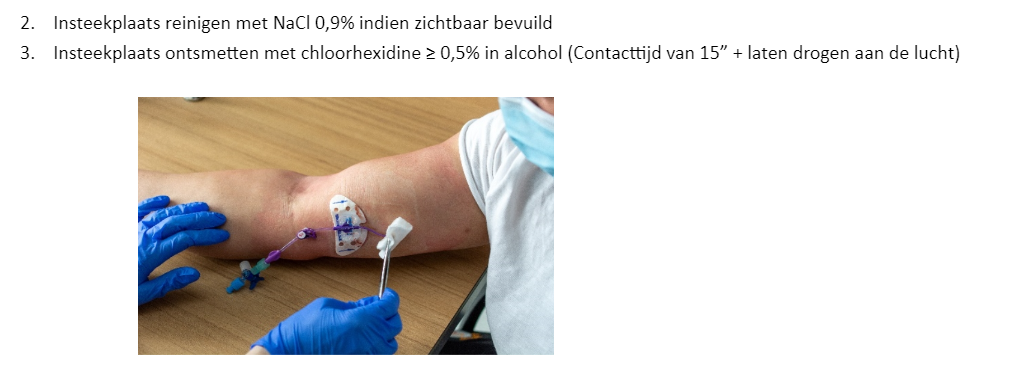 2. Insteekplaats reinigen met NaCl 0,9% indien zichtbaar bevuild
3. Insteekplaats ontsmetten met chloorhexidine ≥ 0,5% in alcohol (Contacttijd van 15” + laten drogen aan de lucht)